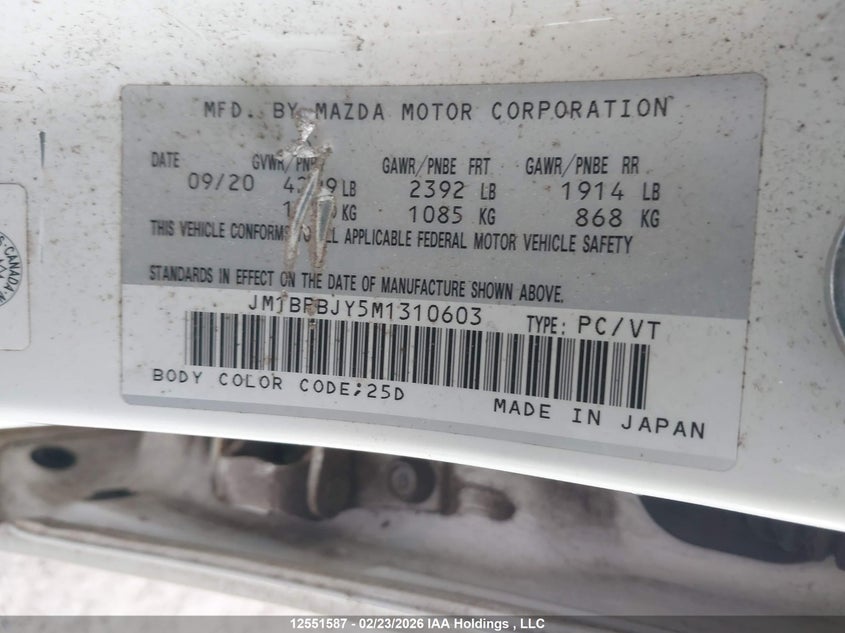 MFD. BY MAZDA MOTOR CORPORATION
DATE GAWR/PNBE FRT GAWR/PNBE RR
09/20 LB 2392 LB 1914 LB
KG 1085 KG 868 KG
THIS VEHICLE CONFORMS TO ALL APPLICABLE FEDERAL MOTOR VEHICLE SAFETY
STANDARDS IN EFFECT ON THE DATE OF MANUFACTURE SHOWN ABOVE.
TYPE: PC/VT
BODY COLOR CODE;25D
MADE IN JAPAN
CANADA
12551587 - 02/23/2026 IAA Holdings , LLC